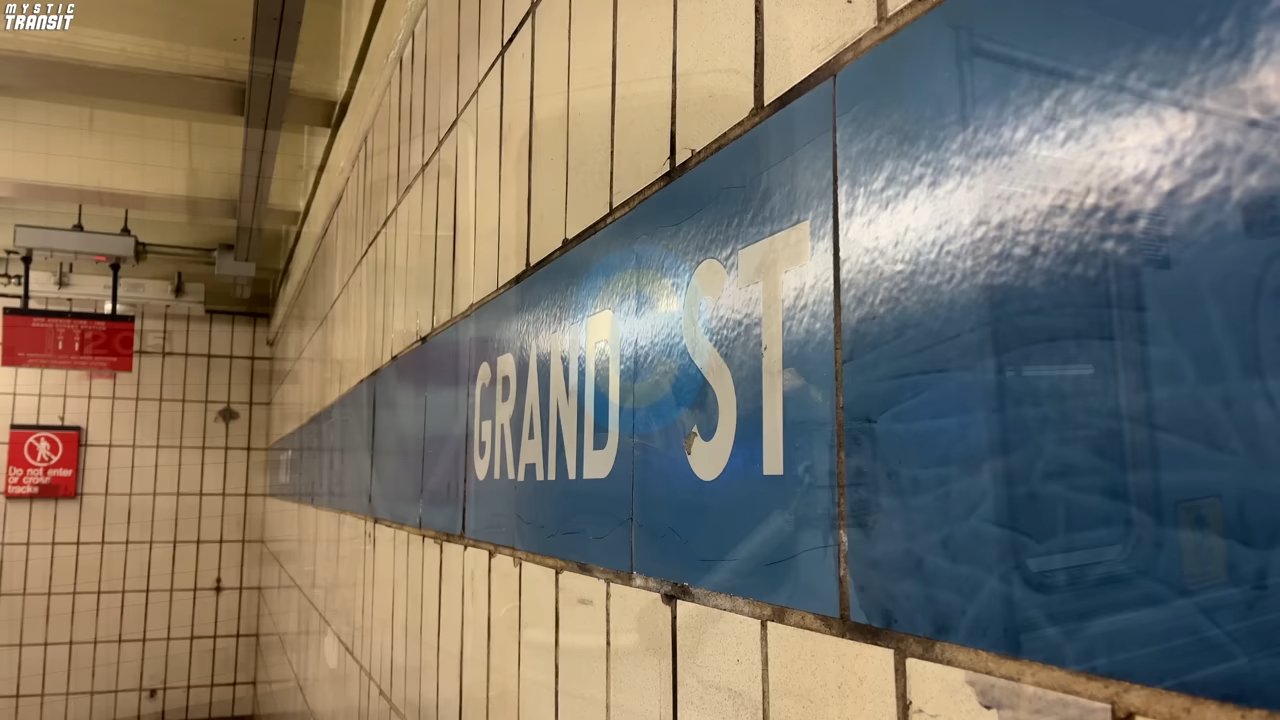 MYSTIC
TRANSIT
GRAND ST
Do not enter
or cross
tracks